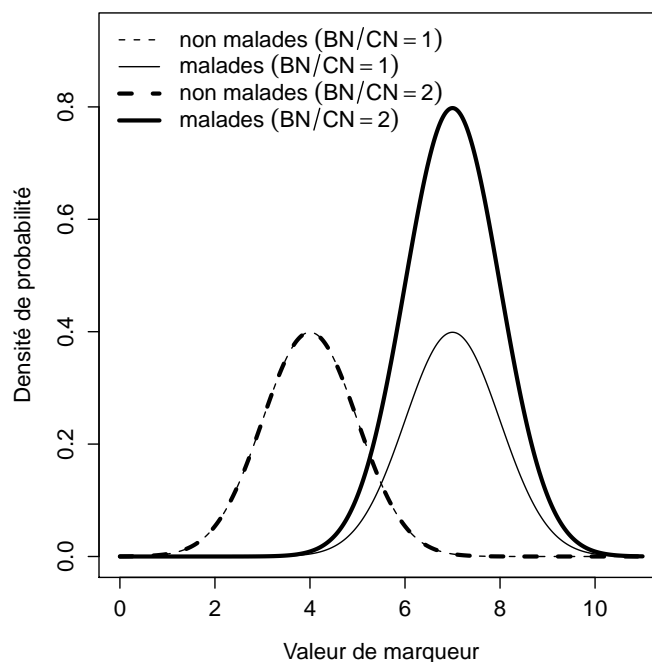 non malades (BN/CN = 1)
malades (BN/CN = 1)
non malades (BN/CN = 2)
malades (BN/CN = 2)
Densité de probabilité
0.8
0.6
0.4
0.2
0.0
0 2 4 6 8 10
Valeur de marqueur